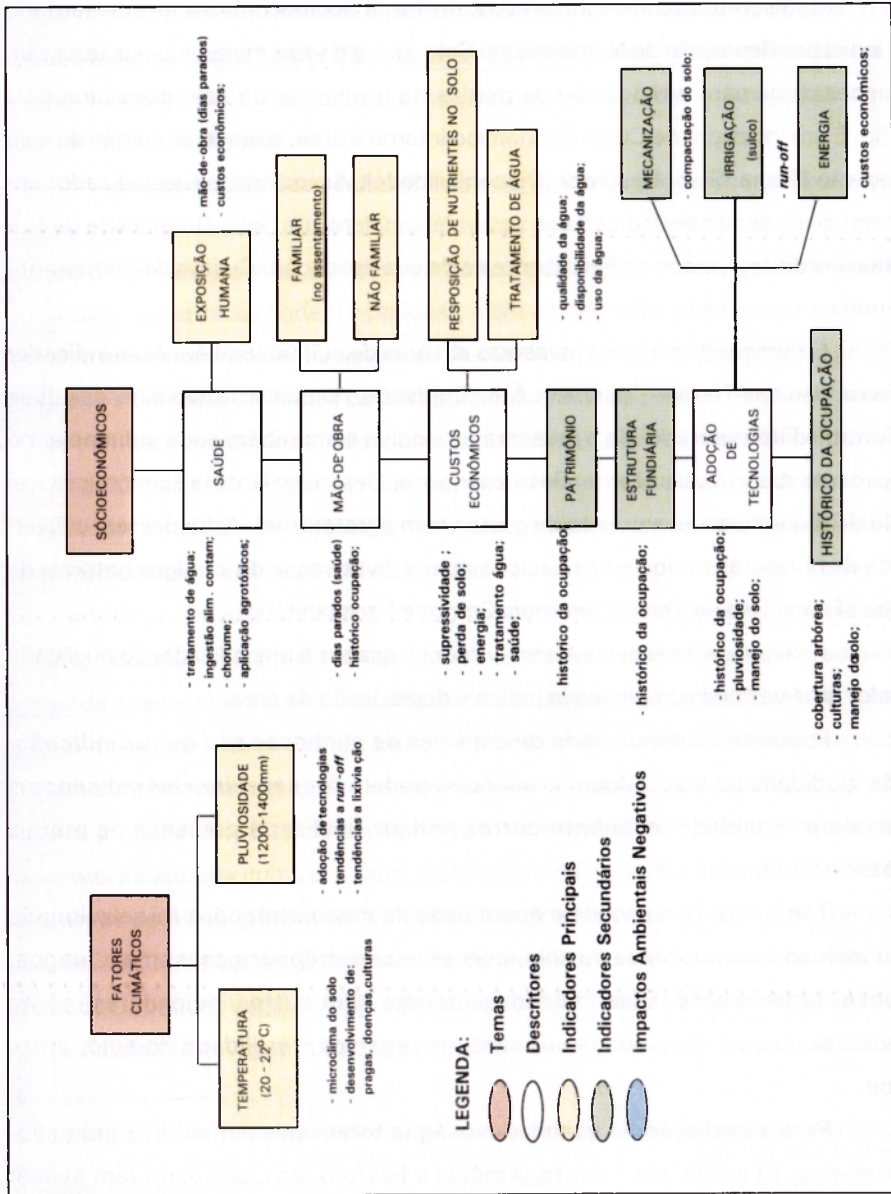 FATORES
CLIMÁTICOS
TEMPERATURA
(20 - 22º C)
- microclima do solo
- desenvolvimento de:
pragas, doenças, culturas
PLUVIOSIDADE
(1200 -1400mm)
- adoção de tecnologia
- tendências a run -off
- tendências a lixivia ção
LEGENDA:
Temas
Descritores
Indicadores Principais
Indicadores Secundários
Impactos Ambientais Negativos
SÓCIOECONÔMICOS
- tratamento de água;
- ingestão alim . contam;
- chorume;
- aplicação agrotóxicos;
SAÚDE
EXPOSIÇÃO
HUMANA
mão-de-obra (dias parados)
custos econômicos;
- dias parados (saúde)
- histórico ocupação;
MÃO-DE OBRA
FAMILIAR
(no assentamento)
NÃO FAMILIAR
- supressividade ;
- perda de solo;
- energia;
- tratamento água;
- saúde;
CUSTOS
ECONÔMICOS
RESPOSIÇÃO DE NUTRIENTES NO SOLO
TRATAMENTO DE ÁGUA
- qualidade da água;
- disponibilidade da água;
- uso da água;
- histórico da ocupação;
PATRIMÔNIO
- histórico da ocupação;
ESTRUTURA
FUNDIÁRIA
- histórico da ocupação;
- pluviosidade;
- manejo do solo;
ADOÇÃO
DE
TECNOLOGIAS
MECANIZAÇÃO
- compactação do solo;
IRRIGAÇÃO
(sulco)
- run-off
ENERGIA
- custos econômicos;
HISTÓRICO DA OCUPAÇÃO
- cobertura arbórea;
- culturas;
- manejo do solo;